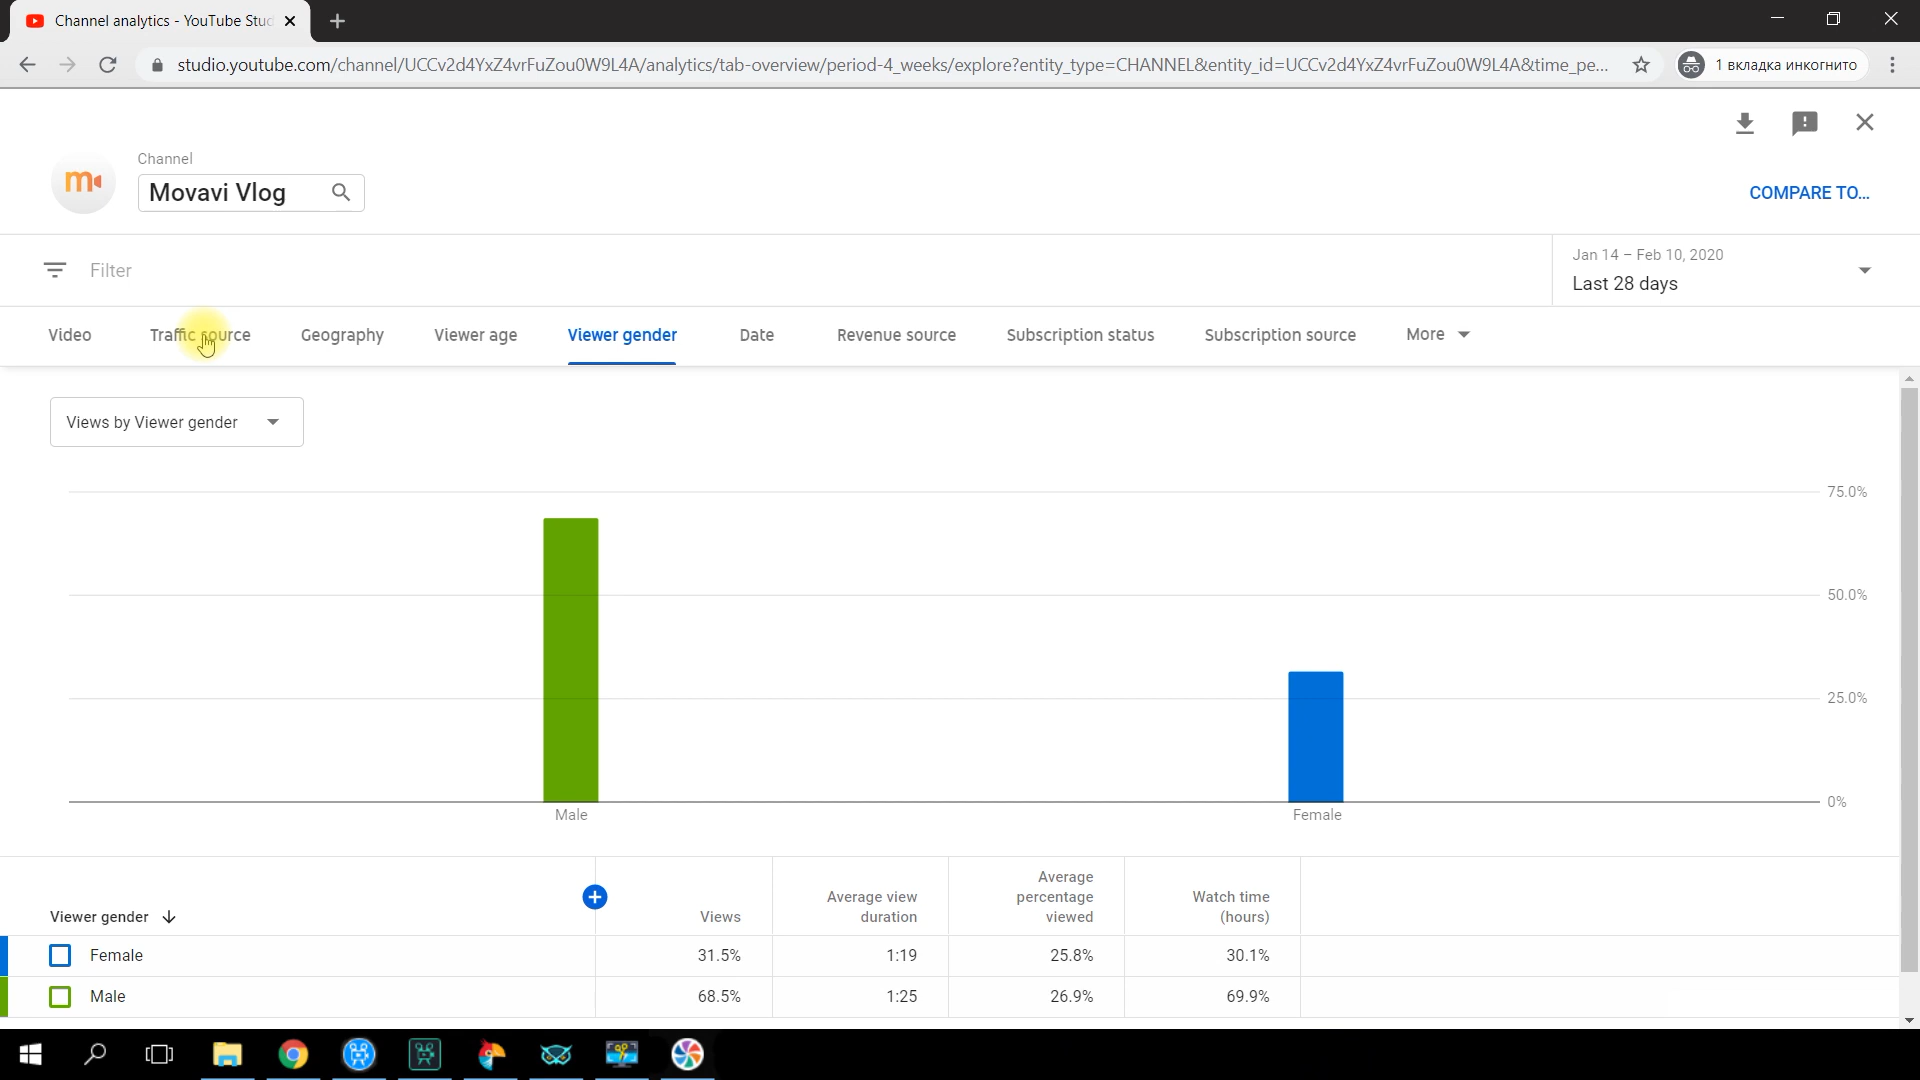 Channel analytics - YouTube Stud
studio.youtube.com/channel/UCCv2d4YxZ4vrFuZou0W9L4A/analytics/tab-overview/period-4_weeks/explore?entity_type=CHANNEL&entity_id=UCCv2d4YxZ4vrFuZou0W9L4A&time_pe...
1 вкладка инкогнито
Channel
Movavi Vlog
COMPARE TO...
Filter
Jan 14 – Feb 10, 2020
Last 28 days
Video Traffic source Geography Viewer age Viewer gender Date Revenue source Subscription status Subscription source More
Views by Viewer gender
75.0%
50.0%
25.0%
0%
Male Female
Viewer gender Views Average view duration Average percentage viewed Watch time (hours)
Female 31.5% 1:19 25.8% 30.1%
Male 68.5% 1:25 26.9% 69.9%